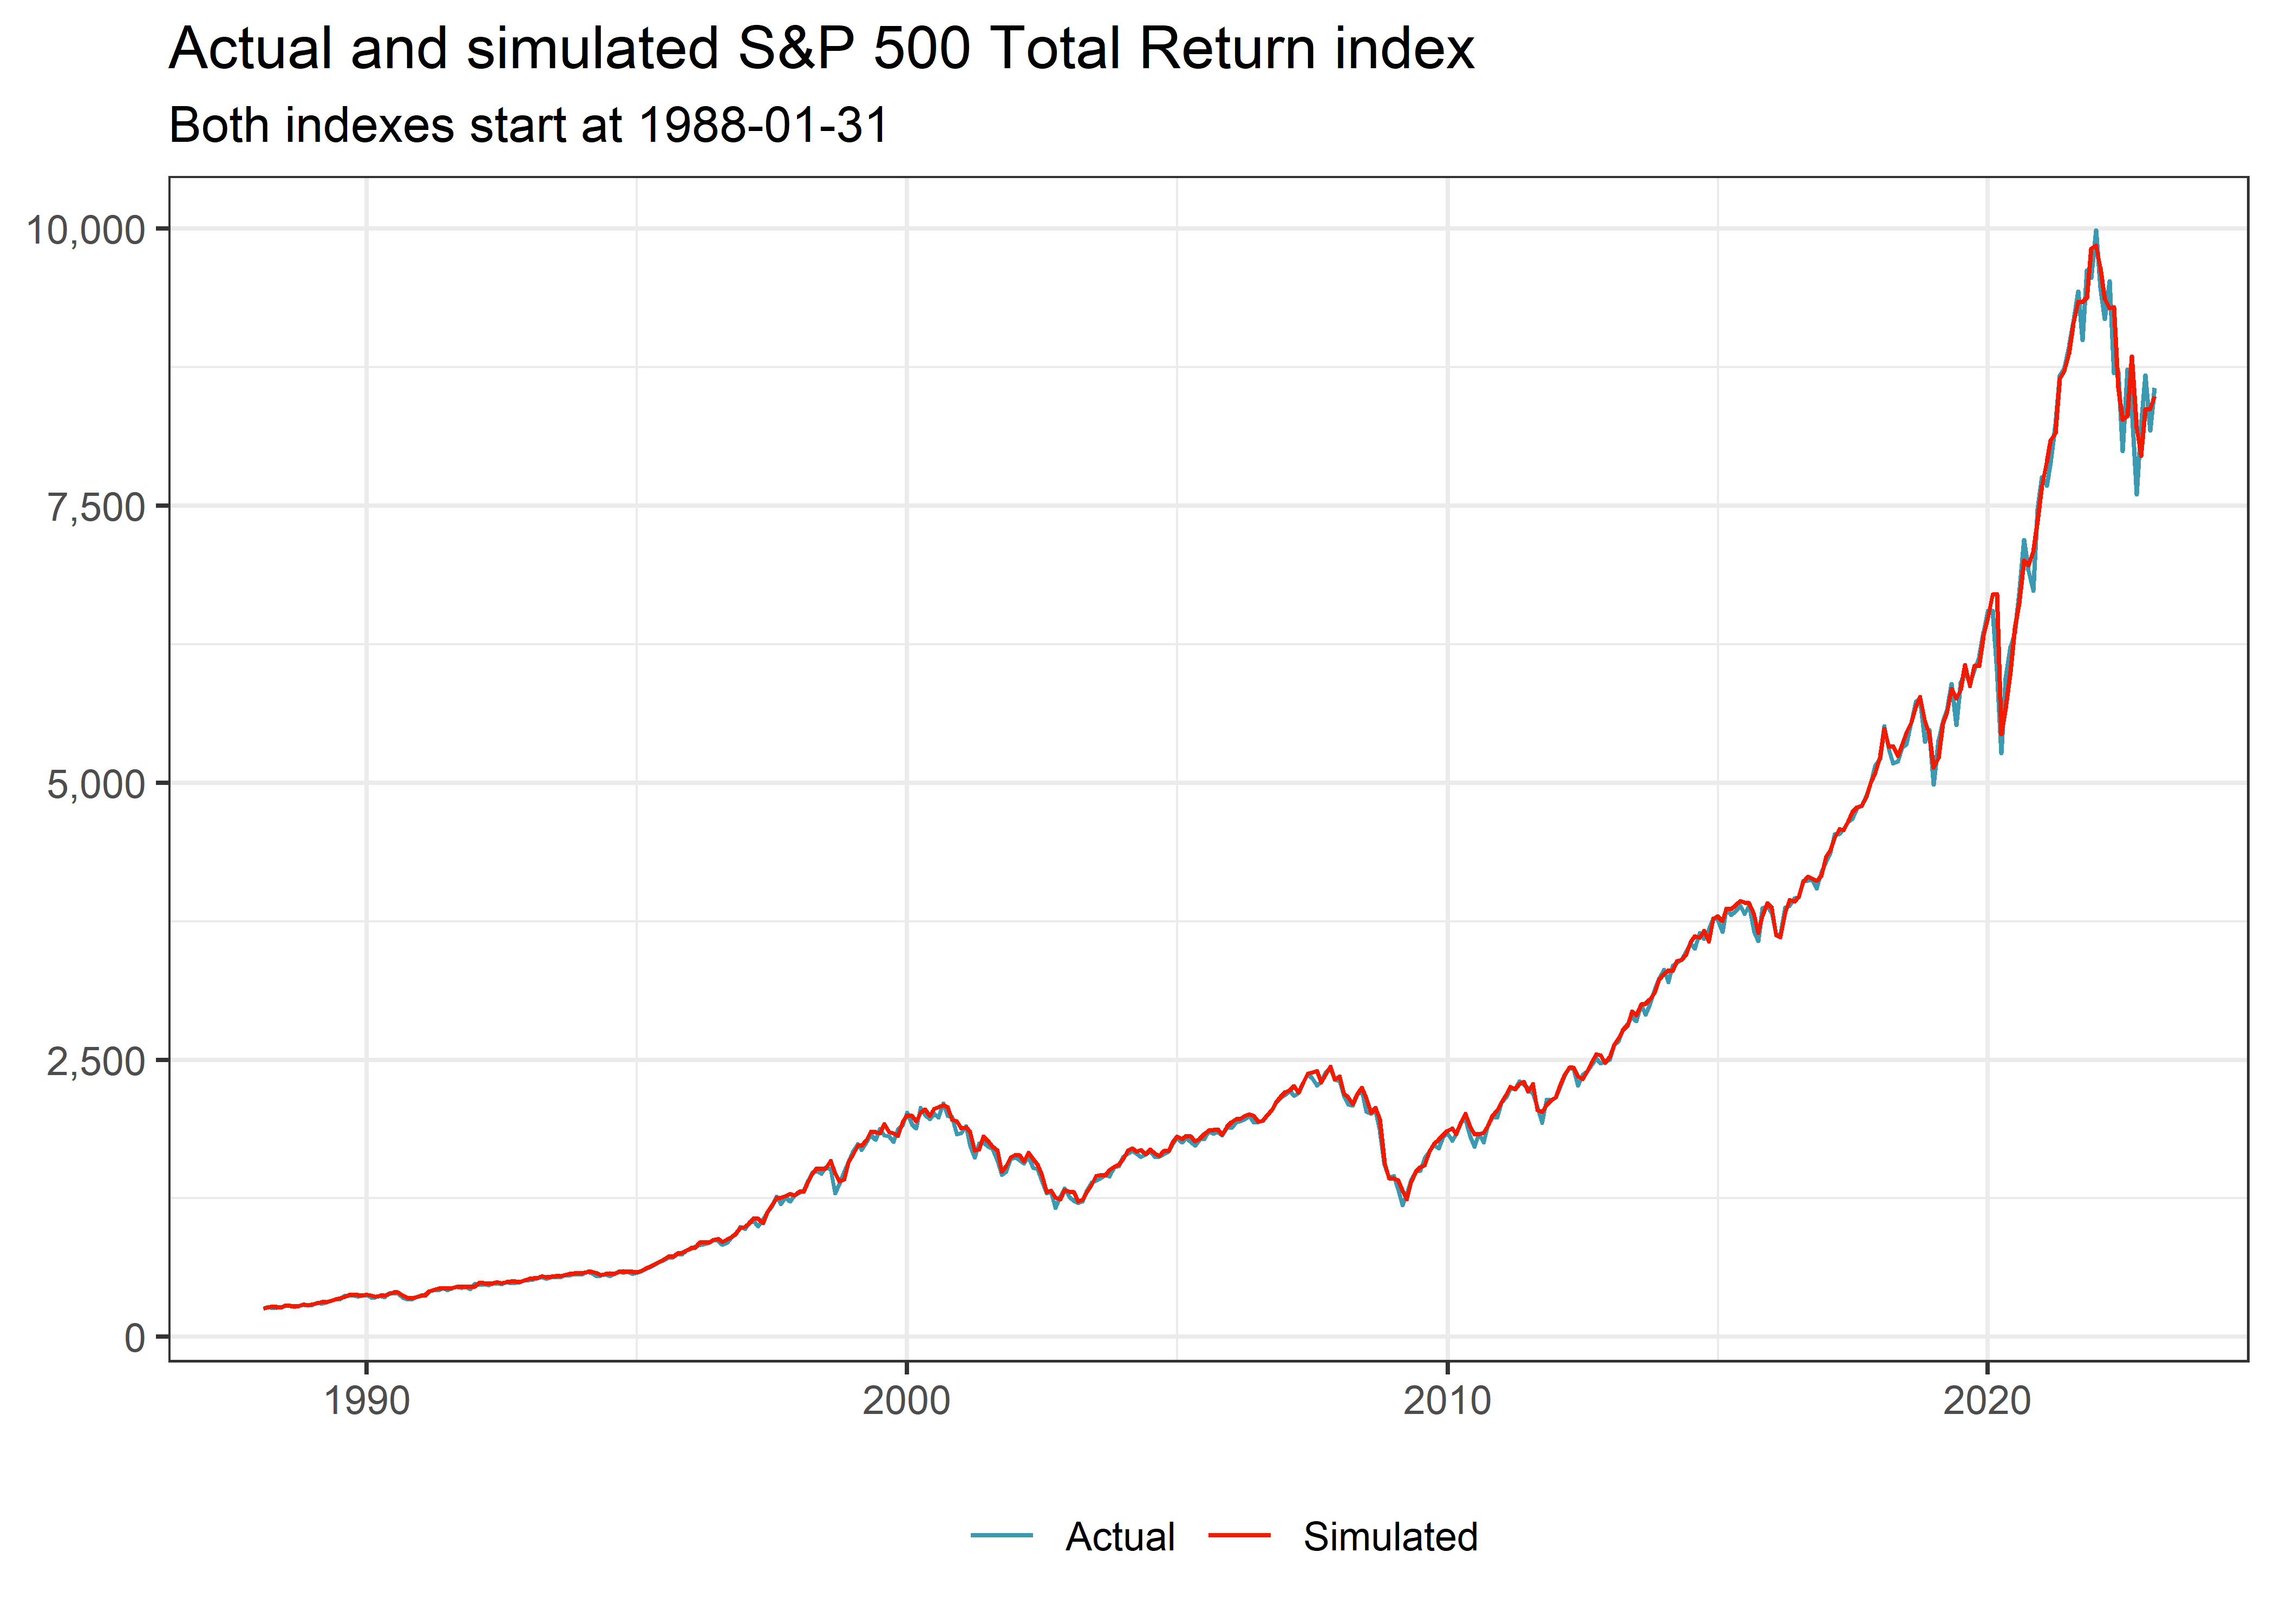 Actual and simulated S&P 500 Total Return index
Both indexes start at 1988-01-31
10,000
7,500
5,000
2,500
0
1990 2000 2010 2020
Actual Simulated